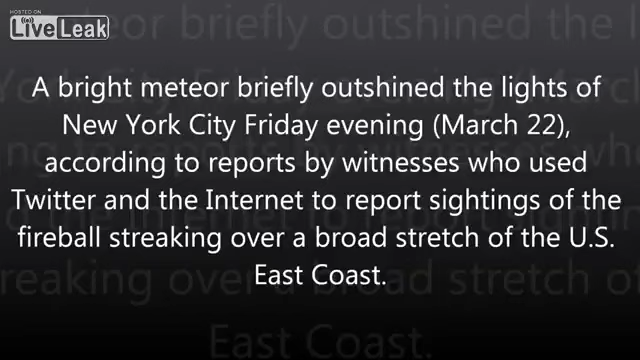 HOSTED ON
LiveLeak
A bright meteor briefly outshined the lights of
New York City Friday evening (March 22),
according to reports by witnesses who used
Twitter and the Internet to report sightings of the
fireball streaking over a broad stretch of the U.S.
East Coast.